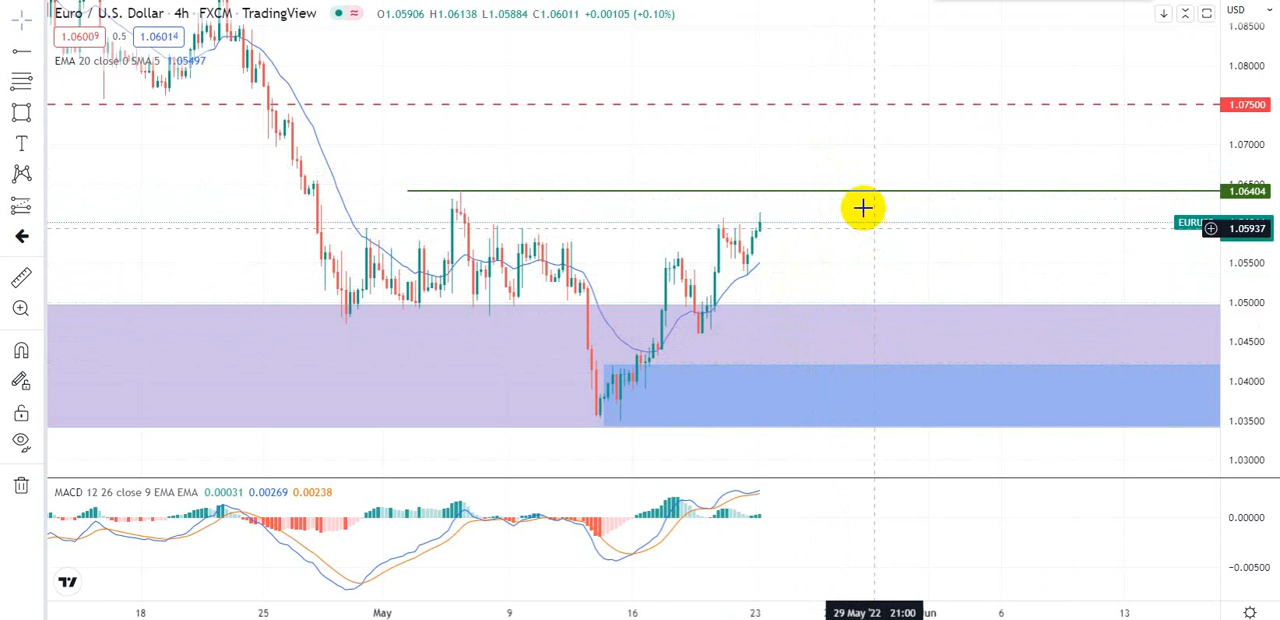 Euro / U.S. Dollar · 4h · FXCM · TradingView
O1.05906 H1.06138 L1.05884 C1.06011 +0.00105 (+0.10%)
USD
1.06009 0.5 1.06014
EMA 20 close 0 SMA 5 1.05497
1.08500
1.08000
1.07500
1.07000
1.06404
1.05937
1.05500
1.05000
1.04500
1.04000
1.03500
1.03000
MACD 12 26 close 9 EMA EMA 0.00031 0.00269 0.00238
0.00000
−0.00500
18 25 May 9 16 23 29 May '22 21:00 6 13